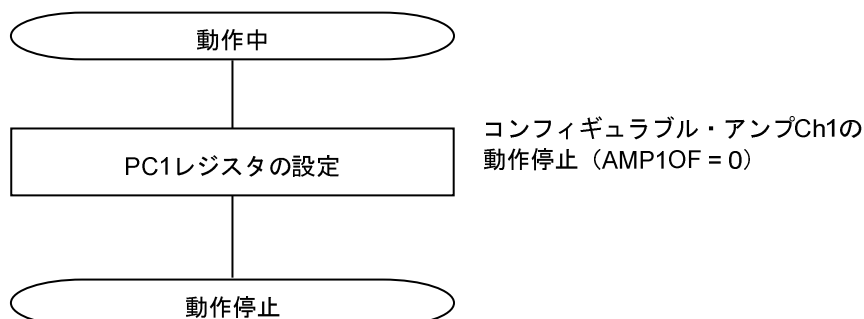 動作中
PC1レジスタの設定
コンフィギュラブル・アンプCh1の
動作停止（AMP1OF = 0）
動作停止